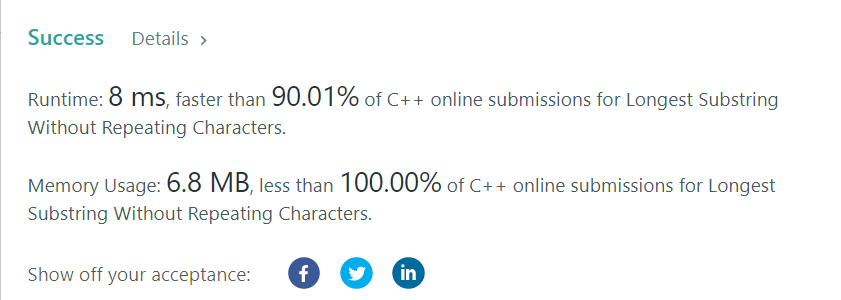 Success Details >
Runtime: 8 ms, faster than 90.01% of C++ online submissions for Longest Substring
Without Repeating Characters.
Memory Usage: 6.8 MB, less than 100.00% of C++ online submissions for Longest
Substring Without Repeating Characters.
Show off your acceptance: f in